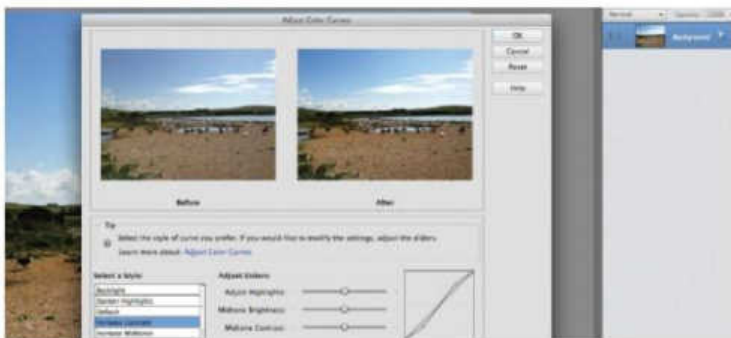 Adjust Color Curves
OK
Cancel
Reset
Help
Before
After
Tip
Select the style of curve you prefer. If you would like to modify the settings, adjust the sliders.
Learn more about: Adjust Color Curves
Select a Style:
Backlight
Darken Highlights
Default
Increase Contrast
Increase Midtones
Adjust Sliders:
Adjust Highlights:
Midtone Brightness:
Midtone Contrast:
Normal
Opacity: 100%
Background